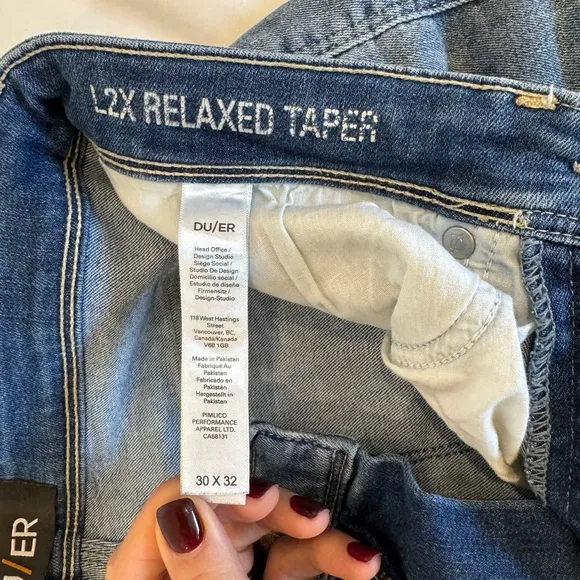 L2X RELAXED TAPER
DU/ER
Head Office /
Design Studio
Siège Social /
Studio De Design
Domicilio social /
Estudio de diseño
Firmensitz /
Design-Studio
118 West Hastings
Street
Vancouver, BC,
Canada/Kanada
V6B 1G8
Made in Pakistan
Fabriqué Au
Pakistan
Fabricado en
Pakistán
Hergestellt in
Pakistan
PIMLICO
PERFORMANCE
APPAREL LTD.
CA58131
30 X 32
DU/ER